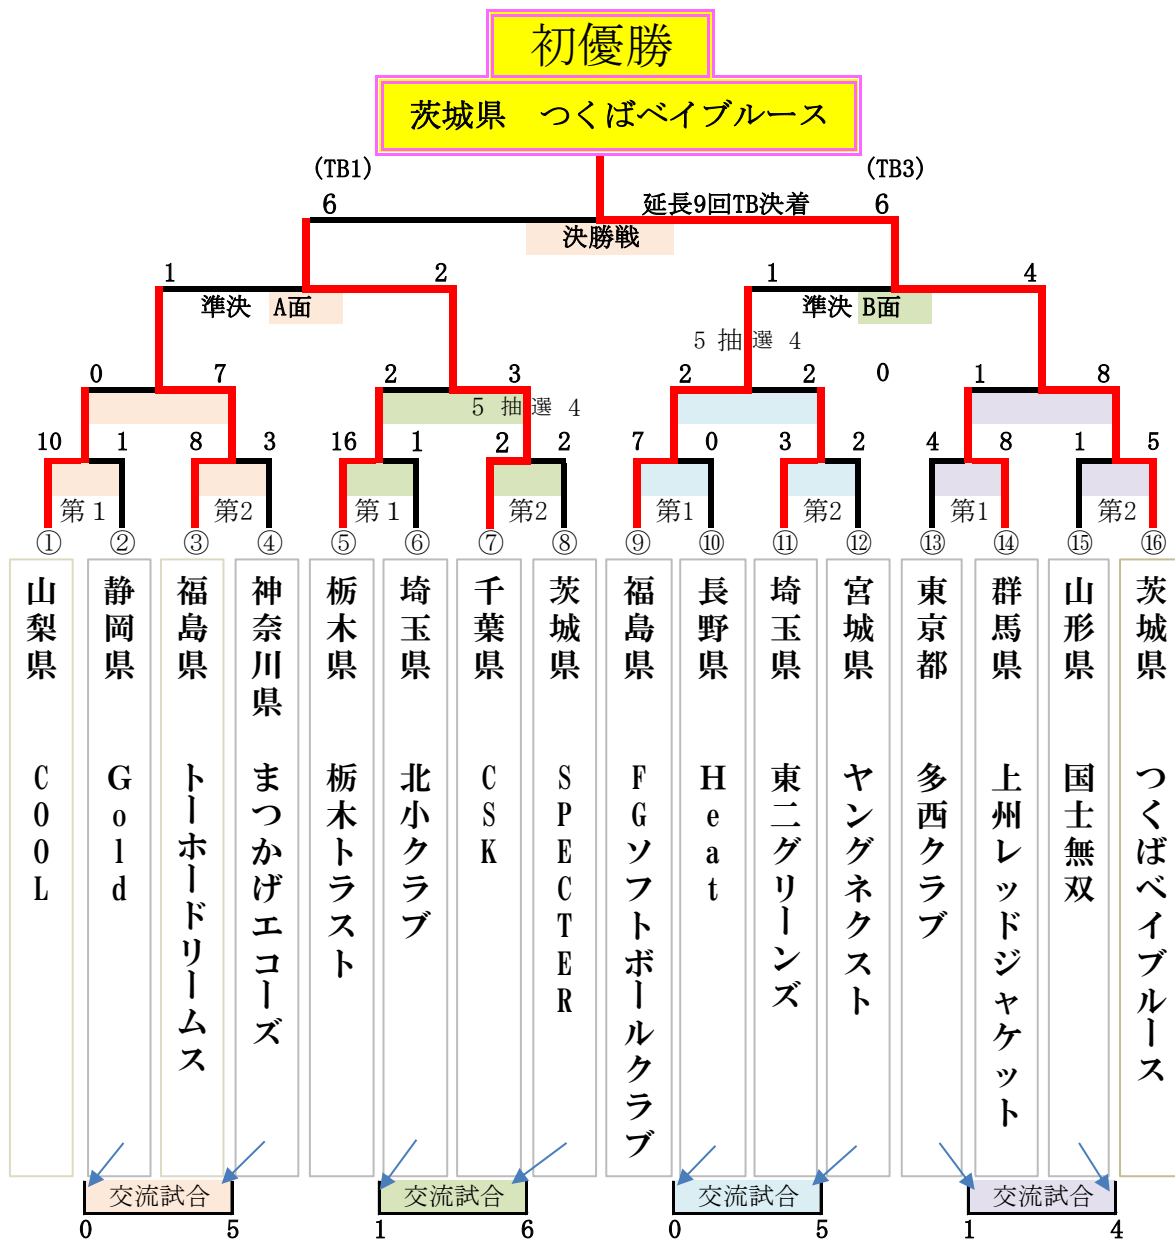 初優勝
茨城県　つくばベイブルース
(TB1) (TB3)
6 延長9回TB決着 6
決勝戦
1 2 1 4
準決 A面 準決 B面
5 抽選 4
0 7 2 3 2 2 0 1 8
5 抽選 4
10 1 8 3 16 1 2 2 7 0 3 2 4 8 1 5
第1 第2 第1 第2 第1 第2 第1 第2
① ② ③ ④ ⑤ ⑥ ⑦ ⑧ ⑨ ⑩ ⑪ ⑫ ⑬ ⑭ ⑮ ⑯
山梨県　COOL
静岡県　Gold
福島県　トーホードリームス
神奈川県　まつかげエコーズ
栃木県　栃木トラスト
埼玉県　北小クラブ
千葉県　CSK
茨城県　SPECTER
福島県　FGソフトボールクラブ
長野県　Heat
埼玉県　東二グリーンズ
宮城県　ヤングネクスト
東京都　多西クラブ
群馬県　上州レッドジャケット
山形県　国士無双
茨城県　つくばベイブルース
交流試合 交流試合 交流試合 交流試合
0 5 1 6 0 5 1 4